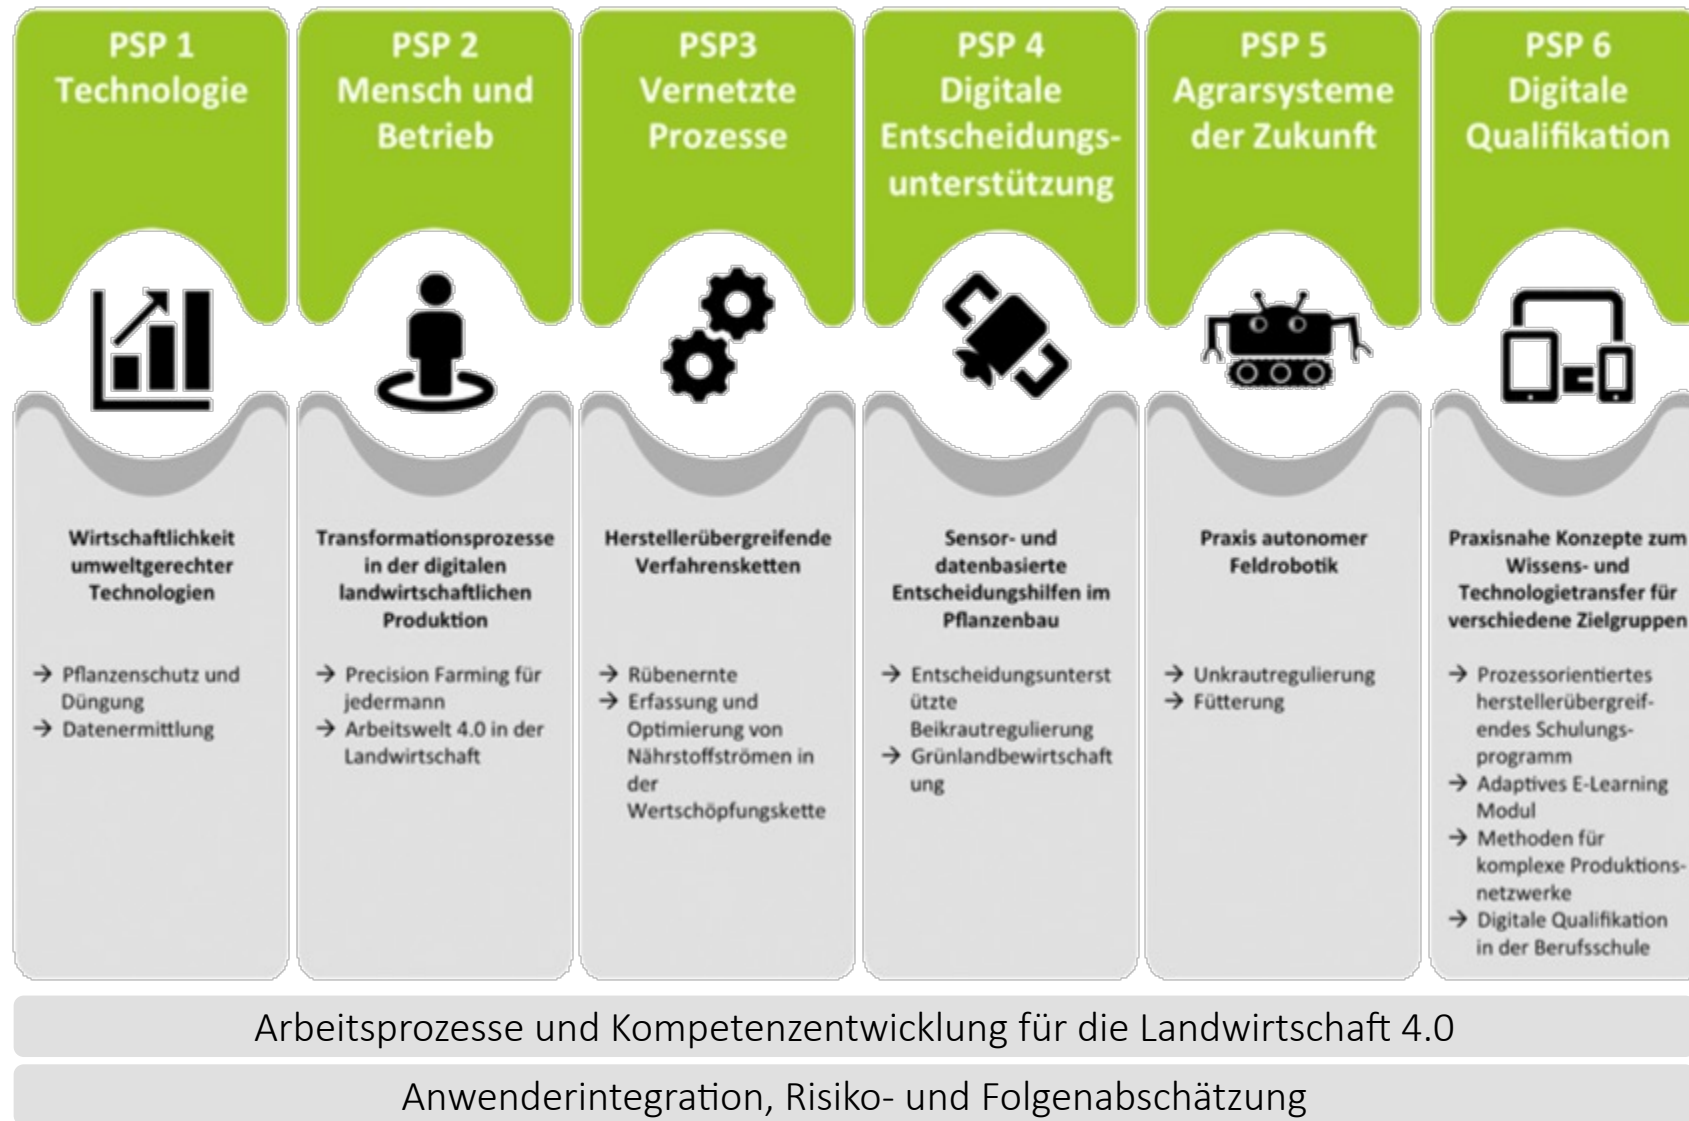 PSP 1
Technologie
Wirtschaftlichkeit
umweltgerechter
Technologien
→ Pflanzenschutz und
Düngung
→ Datenermittlung
PSP 2
Mensch und
Betrieb
Transformationsprozesse
in der digitalen
landwirtschaftlichen
Produktion
→ Precision Farming für
jedermann
→ Arbeitswelt 4.0 in der
Landwirtschaft
PSP3
Vernetzte
Prozesse
Herstellerübergreifende
Verfahrensketten
→ Rübenernte
→ Erfassung und
Optimierung von
Nährstoffströmen in
der
Wertschöpfungskette
PSP 4
Digitale
Entscheidungs-
unterstützung
Sensor- und
datenbasierte
Entscheidungshilfen im
Pflanzenbau
→ Entscheidungsunterst
ützte
Beikrautregulierung
→ Grünlandbewirtschaft
ung
PSP 5
Agrarsysteme
der Zukunft
Praxis autonomer
Feldrobotik
→ Unkrautregulierung
→ Fütterung
PSP 6
Digitale
Qualifikation
Praxisnahe Konzepte zum
Wissens- und
Technologietransfer für
verschiedene Zielgruppen
→ Prozessorientiertes
herstellerübergreif-
endes Schulungs-
programm
→ Adaptives E-Learning
Modul
→ Methoden für
komplexe Produktions-
netzwerke
→ Digitale Qualifikation
in der Berufsschule
Arbeitsprozesse und Kompetenzentwicklung für die Landwirtschaft 4.0
Anwenderintegration, Risiko- und Folgenabschätzung